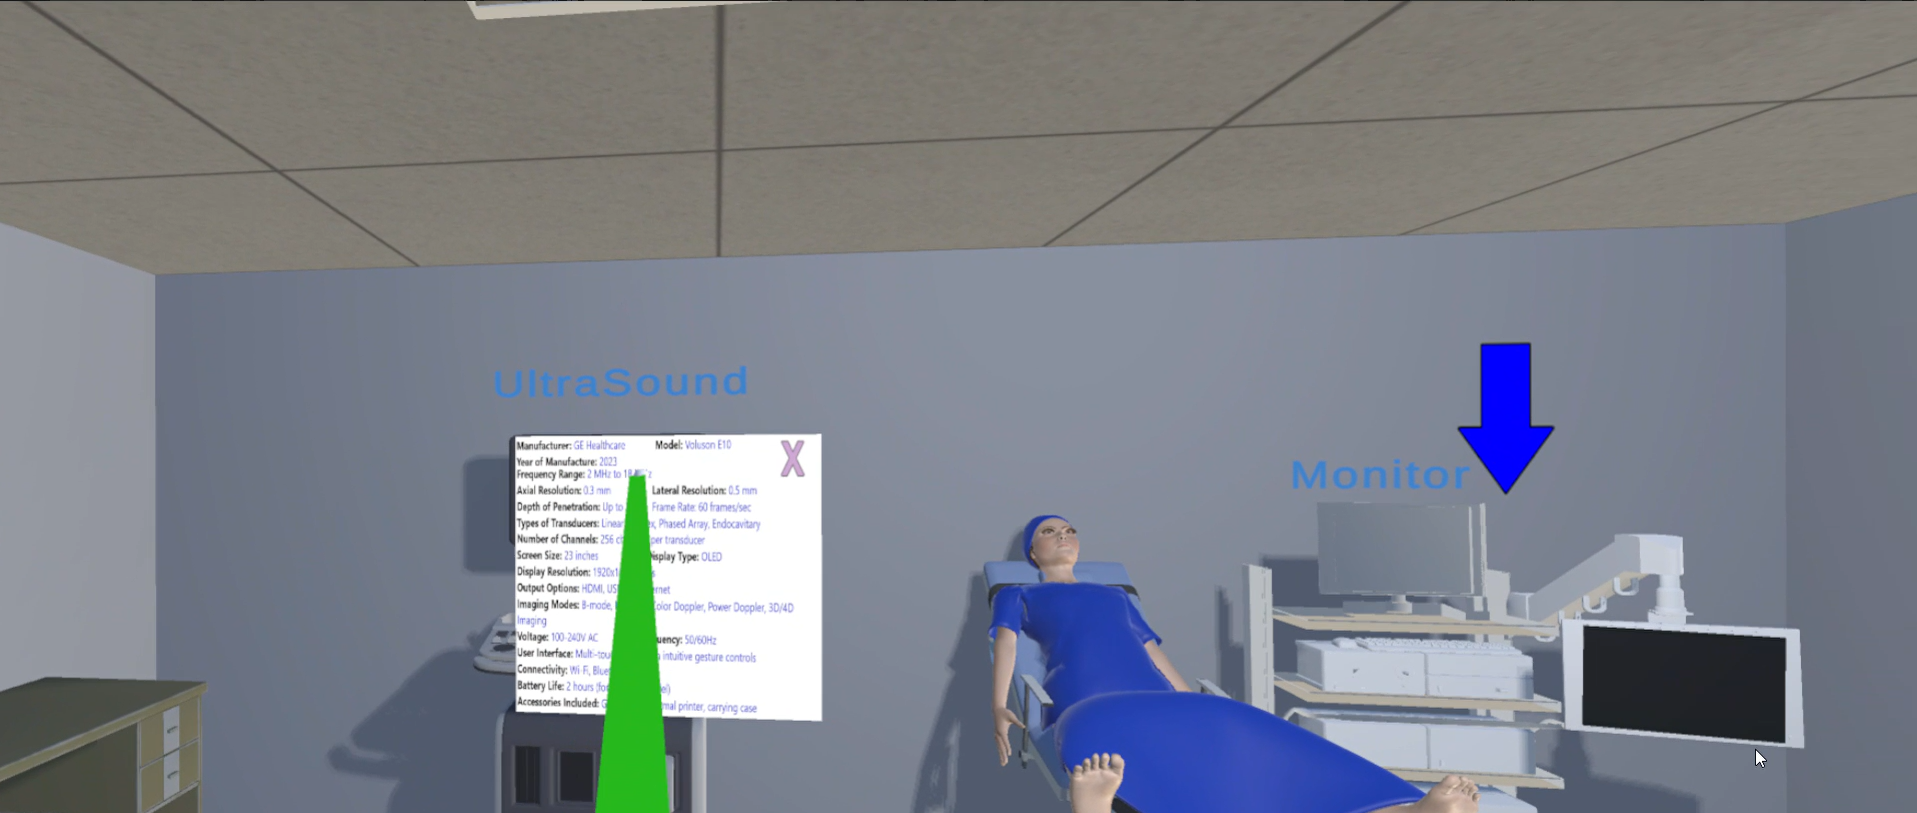 UltraSound
Manufacturer: GE Healthcare Model: Voluson E10
X
Year of Manufacture: 2023
Frequency Range: 2 MHz to
Axial Resolution: 0.3 mm Lateral Resolution: 0.5 mm
Depth of Penetration: Up to Frame Rate: 60 frames/sec
Types of Transducers: Phased Array, Endocavitary
Number of Channels: 256 per transducer
Screen Size: 23 inches Type: OLED
Display Resolution:
Output Options: HDMI,
Imaging Modes: B-mode, Color Doppler, Power Doppler, 3D/4D
Imaging
Voltage: 100-240V AC 50/60Hz
User Interface: intuitive gesture controls
Connectivity: Wi-Fi,
Battery Life: 2 hours
Accessories Included: printer, carrying case
Monitor